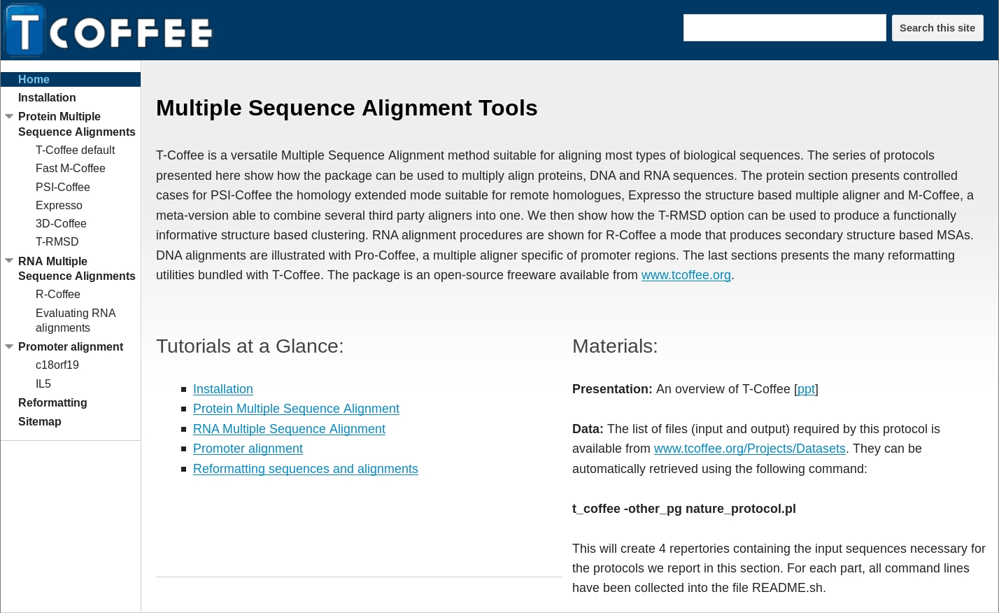 T COFFEE
Search this site
Home
Installation
Protein Multiple
Sequence Alignments
T-Coffee default
Fast M-Coffee
PSI-Coffee
Expresso
3D-Coffee
T-RMSD
RNA Multiple
Sequence Alignments
R-Coffee
Evaluating RNA
alignments
Promoter alignment
c18orf19
IL5
Reformatting
Sitemap
Multiple Sequence Alignment Tools
T-Coffee is a versatile Multiple Sequence Alignment method suitable for aligning most types of biological sequences. The series of protocols
presented here show how the package can be used to multiply align proteins, DNA and RNA sequences. The protein section presents controlled
cases for PSI-Coffee the homology extended mode suitable for remote homologues, Expresso the structure based multiple aligner and M-Coffee, a
meta-version able to combine several third party aligners into one. We then show how the T-RMSD option can be used to produce a functionally
informative structure based clustering. RNA alignment procedures are shown for R-Coffee a mode that produces secondary structure based MSAs.
DNA alignments are illustrated with Pro-Coffee, a multiple aligner specific of promoter regions. The last sections presents the many reformatting
utilities bundled with T-Coffee. The package is an open-source freeware available from www.tcoffee.org.
Tutorials at a Glance:
Installation
Protein Multiple Sequence Alignment
RNA Multiple Sequence Alignment
Promoter alignment
Reformatting sequences and alignments
Materials:
Presentation: An overview of T-Coffee [ppt]
Data: The list of files (input and output) required by this protocol is
available from www.tcoffee.org/Projects/Datasets. They can be
automatically retrieved using the following command:
t_coffee -other_pg nature_protocol.pl
This will create 4 repertories containing the input sequences necessary for
the protocols we report in this section. For each part, all command lines
have been collected into the file README.sh.